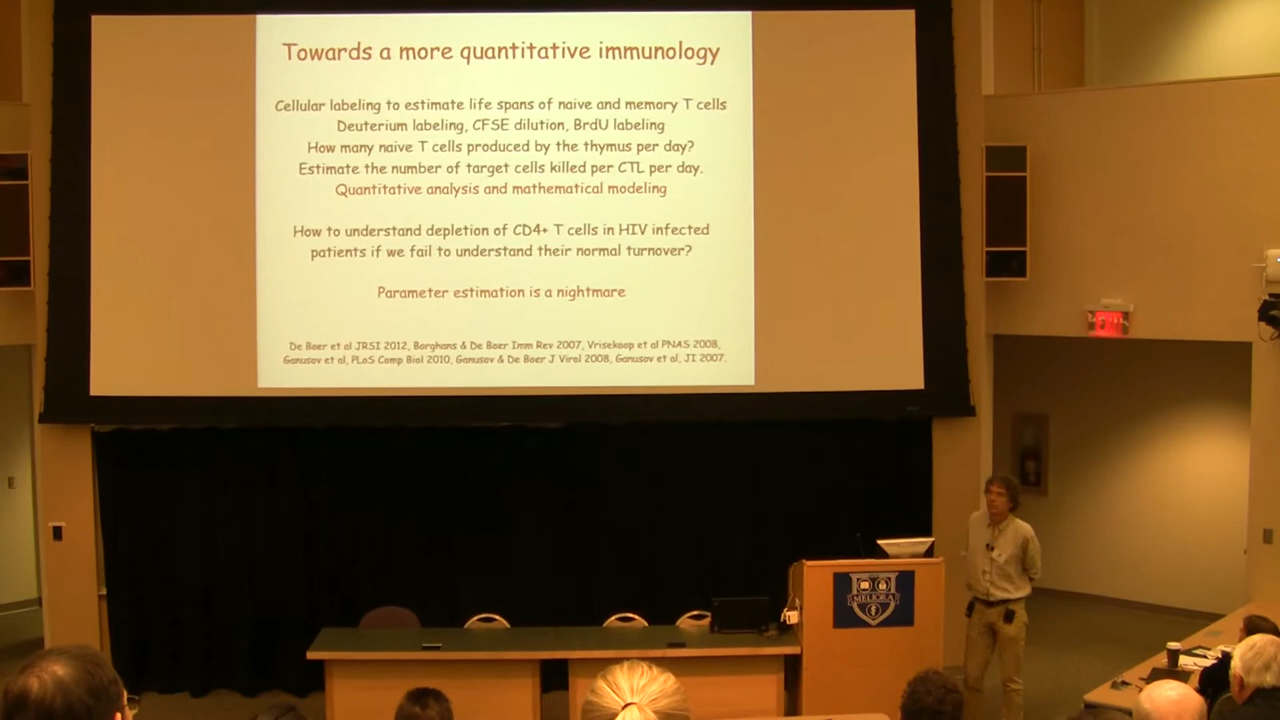 Towards a more quantitative immunology
Cellular labeling to estimate life spans of naive and memory T cells
Deuterium labeling, CFSE dilution, BrdU labeling
How many naive T cells produced by the thymus per day?
Estimate the number of target cells killed per CTL per day.
Quantitative analysis and mathematical modeling
How to understand depletion of CD4+ T cells in HIV infected
patients if we fail to understand their normal turnover?
Parameter estimation is a nightmare
De Boer et al JRSI 2012, Borghans & De Boer Imm Rev 2007, Vrisekoop et al PNAS 2008,
Ganusov et al, PLoS Comp Biol 2010, Ganusov & De Boer J Virol 2008, Ganusov et al, JI 2007.
EXIT
MELIORA